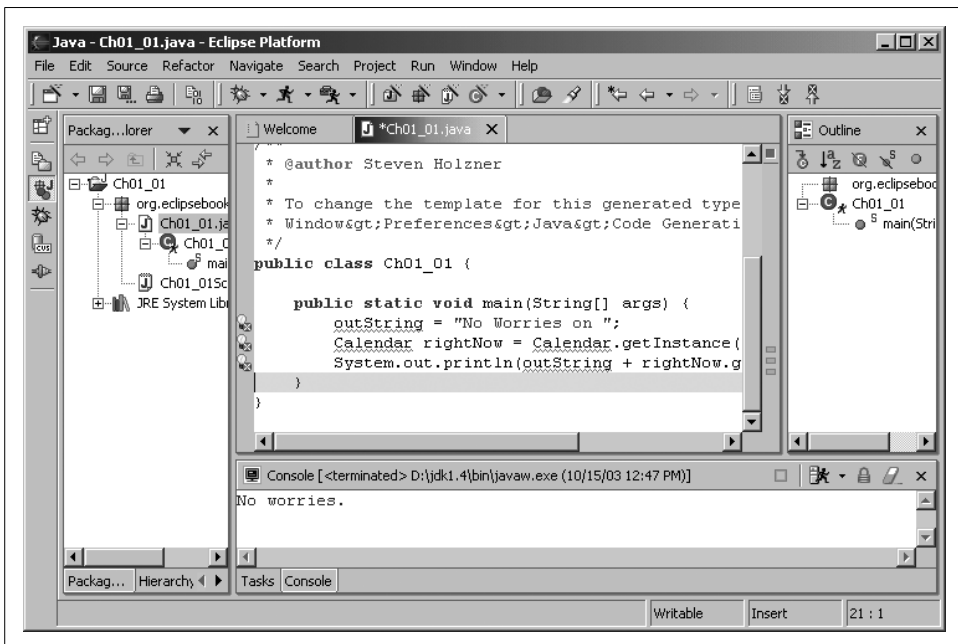 Java - Ch01_01.java - Eclipse Platform
File Edit Source Refactor Navigate Search Project Run Window Help
Packag...lorer
Welcome
*Ch01_01.java
Outline
Ch01_01
org.eclipsebook
Ch01_01.ja
Ch01_0
mai
Ch01_01Sc
JRE System Lib
/**
* @author Steven Holzner
*
* To change the template for this generated type
* Window&gt;Preferences&gt;Java&gt;Code Generati
*/
public class Ch01_01 {
public static void main(String[] args) {
outString = "No Worries on ";
Calendar rightNow = Calendar.getInstance(
System.out.println(outString + rightNow.g
}
}
org.eclipseboo
Ch01_01
main(Stri
Console [<terminated> D:\jdk1.4\bin\javaw.exe (10/15/03 12:47 PM)]
No worries.
Packag... Hierarchy
Tasks Console
Writable Insert 21 : 1